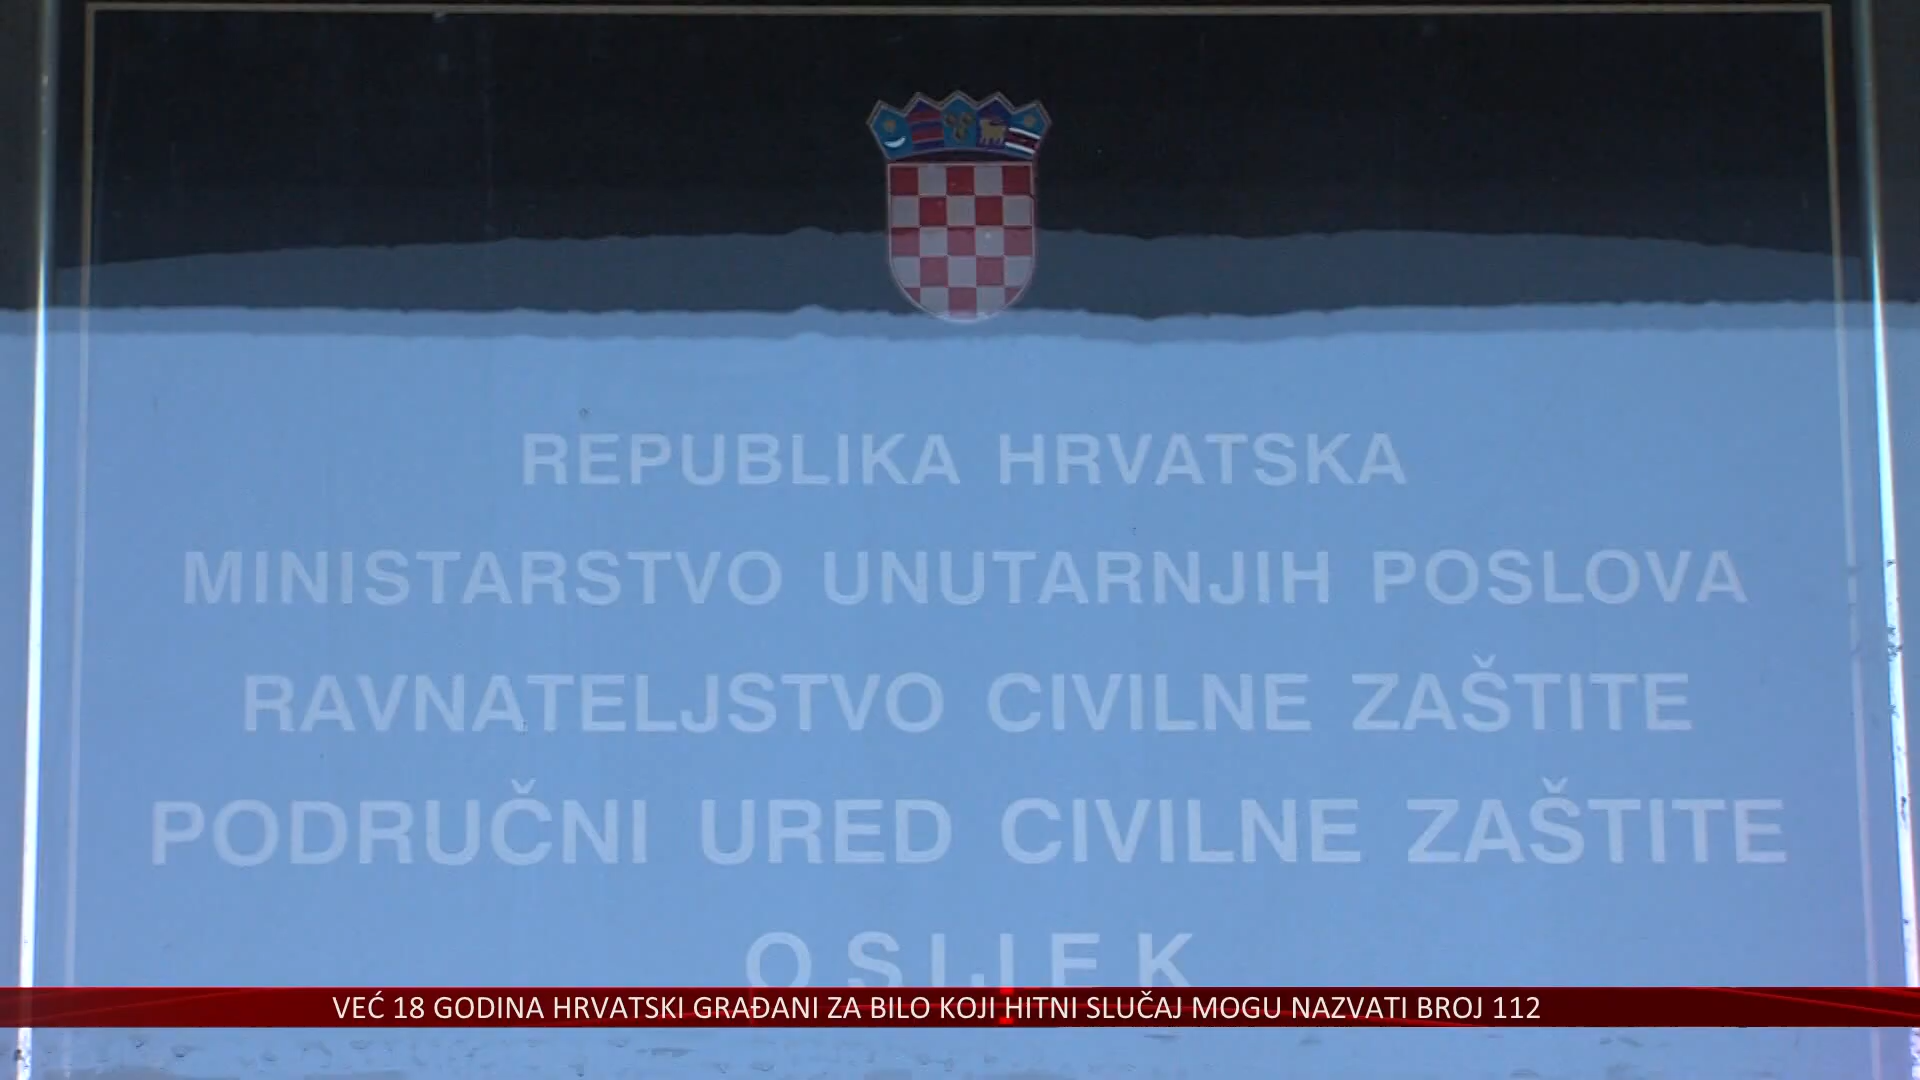 REPUBLIKA HRVATSKA
MINISTARSTVO UNUTARNJIH POSLOVA
RAVNATELJSTVO CIVILNE ZAŠTITE
PODRUČNI URED CIVILNE ZAŠTITE
OSIJEK
VEĆ 18 GODINA HRVATSKI GRAĐANI ZA BILO KOJI HITNI SLUČAJ MOGU NAZVATI BROJ 112